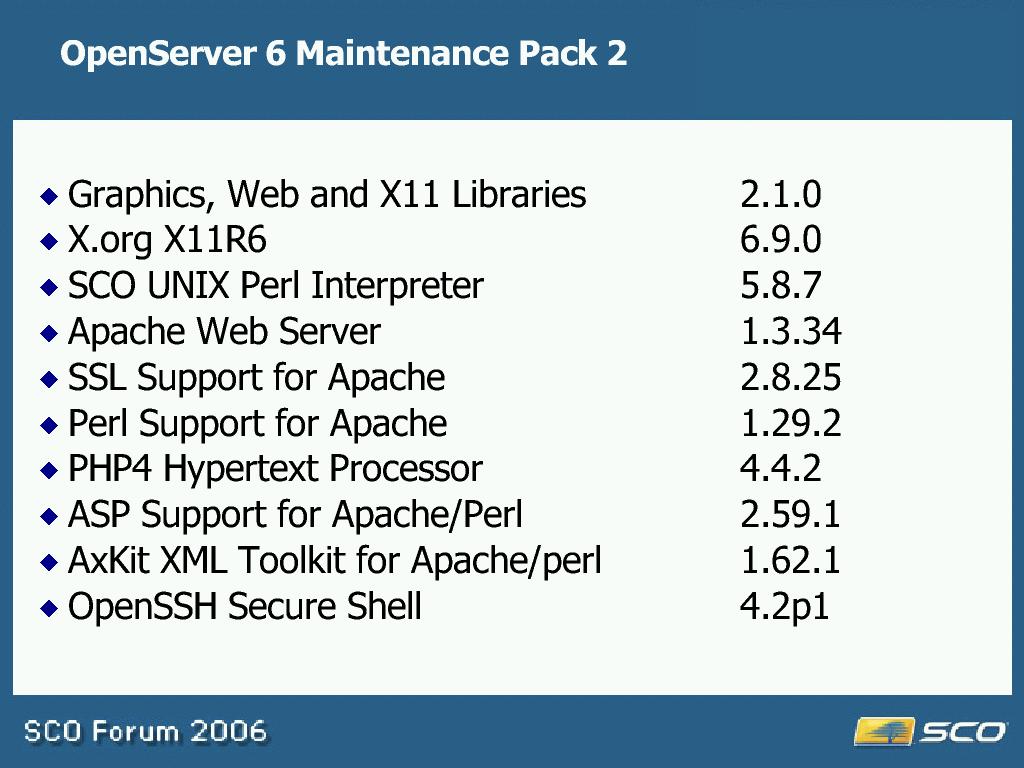 OpenServer 6 Maintenance Pack 2
Graphics, Web and X11 Libraries 2.1.0
X.org X11R6 6.9.0
SCO UNIX Perl Interpreter 5.8.7
Apache Web Server 1.3.34
SSL Support for Apache 2.8.25
Perl Support for Apache 1.29.2
PHP4 Hypertext Processor 4.4.2
ASP Support for Apache/Perl 2.59.1
AxKit XML Toolkit for Apache/perl 1.62.1
OpenSSH Secure Shell 4.2p1
SCO Forum 2006
SCO